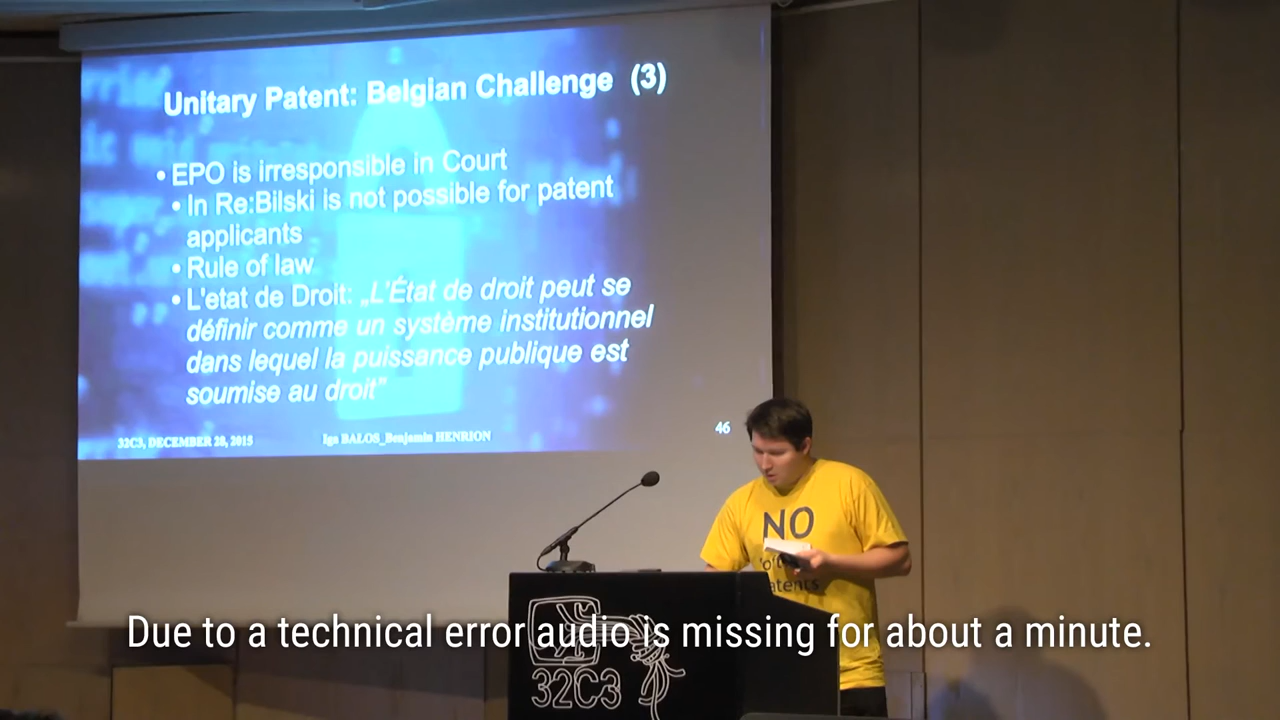 Unitary Patent: Belgian Challenge (3)
• EPO is irresponsible in Court
• In Re:Bilski is not possible for patent
applicants
• Rule of law
• L'etat de Droit: „L'État de droit peut se
définir comme un système institutionnel
dans lequel la puissance publique est
soumise au droit"
32C3, DECEMBER 28, 2015
Iga BAŁOS_Benjamin HENRION
46
NO
atents
Due to a technical error audio is missing for about a minute.
32C3